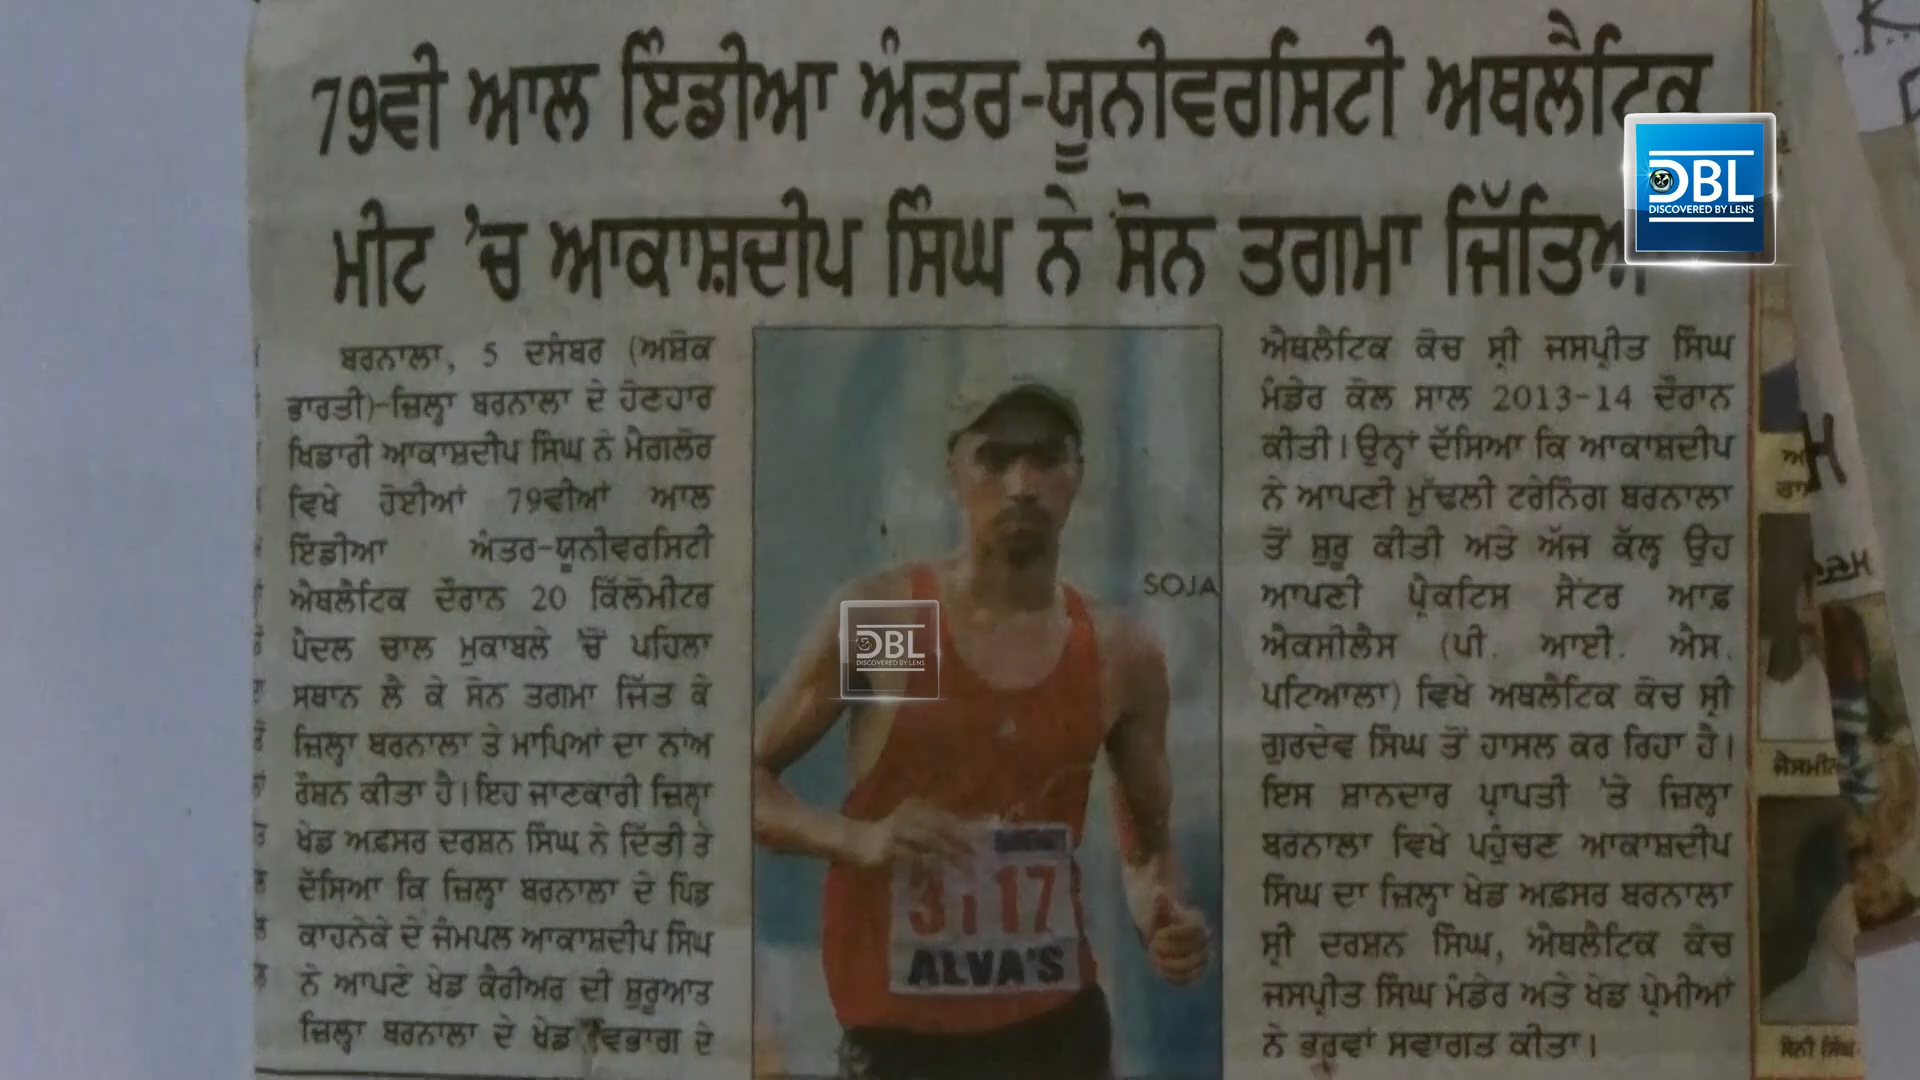 79ਵੀ ਆਲ ਇੰਡੀਆ ਅੰਤਰ-ਯੂਨੀਵਰਸਿਟੀ ਅਥਲੈਟਿਕ
ਮੀਟ 'ਚ ਆਕਾਸ਼ਦੀਪ ਸਿੰਘ ਨੇ ਸੋਨ ਤਗਮਾ ਜਿੱਤਿਆ
DBL
DISCOVERED BY LENS
ਬਰਨਾਲਾ, 5 ਦਸੰਬਰ (ਅਸ਼ੋਕ
ਭਾਰਤੀ)-ਜ਼ਿਲ੍ਹਾ ਬਰਨਾਲਾ ਦੇ ਹੋਣਹਾਰ
ਖਿਡਾਰੀ ਆਕਾਸ਼ਦੀਪ ਸਿੰਘ ਨੇ ਮੰਗਲੌਰ
ਵਿਖੇ ਹੋਈਆਂ 79ਵੀਆਂ ਆਲ
ਇੰਡੀਆ ਅੰਤਰ-ਯੂਨੀਵਰਸਿਟੀ
ਐਥਲੈਟਿਕ ਦੌਰਾਨ 20 ਕਿੱਲੋਮੀਟਰ
ਪੈਦਲ ਚਾਲ ਮੁਕਾਬਲੇ 'ਚੋਂ ਪਹਿਲਾ
ਸਥਾਨ ਲੈ ਕੇ ਸੋਨ ਤਗਮਾ ਜਿੱਤ ਕੇ
ਜ਼ਿਲ੍ਹਾ ਬਰਨਾਲਾ ਤੇ ਮਾਪਿਆਂ ਦਾ ਨਾਂਅ
ਰੌਸ਼ਨ ਕੀਤਾ ਹੈ। ਇਹ ਜਾਣਕਾਰੀ ਜ਼ਿਲ੍ਹਾ
ਖੇਡ ਅਫ਼ਸਰ ਦਰਸ਼ਨ ਸਿੰਘ ਨੇ ਦਿੱਤੀ ਤੇ
ਦੱਸਿਆ ਕਿ ਜ਼ਿਲ੍ਹਾ ਬਰਨਾਲਾ ਦੇ ਪਿੰਡ
ਕਾਹਨੇਕੇ ਦੇ ਜੰਮਪਲ ਆਕਾਸ਼ਦੀਪ ਸਿੰਘ
ਨੇ ਆਪਣੇ ਖੇਡ ਕੈਰੀਅਰ ਦੀ ਸ਼ੁਰੂਆਤ
ਜ਼ਿਲ੍ਹਾ ਬਰਨਾਲਾ ਦੇ ਖੇਡ ਵਿਭਾਗ ਦੇ
SOJA
DBL
DISCOVERED BY LENS
3117
ALVA'S
ਐਥਲੈਟਿਕ ਕੋਚ ਸ੍ਰੀ ਜਸਪ੍ਰੀਤ ਸਿੰਘ
ਮੰਡੇਰ ਕੋਲ ਸਾਲ 2013-14 ਦੌਰਾਨ
ਕੀਤੀ। ਉਨ੍ਹਾਂ ਦੱਸਿਆ ਕਿ ਆਕਾਸ਼ਦੀਪ
ਨੇ ਆਪਣੀ ਮੁੱਢਲੀ ਟਰੇਨਿੰਗ ਬਰਨਾਲਾ
ਤੋਂ ਸ਼ੁਰੂ ਕੀਤੀ ਅਤੇ ਅੱਜ ਕੱਲ੍ਹ ਉਹ
ਆਪਣੀ ਪ੍ਰੈਕਟਿਸ ਸੈਂਟਰ ਆਫ਼
ਐਕਸੀਲੈਂਸ (ਪੀ. ਆਈ. ਐਸ.
ਪਟਿਆਲਾ) ਵਿਖੇ ਅਥਲੈਟਿਕ ਕੋਚ ਸ੍ਰੀ
ਗੁਰਦੇਵ ਸਿੰਘ ਤੋਂ ਹਾਸਲ ਕਰ ਰਿਹਾ ਹੈ।
ਇਸ ਸ਼ਾਨਦਾਰ ਪ੍ਰਾਪਤੀ 'ਤੇ ਜ਼ਿਲ੍ਹਾ
ਬਰਨਾਲਾ ਵਿਖੇ ਪਹੁੰਚਣ ਆਕਾਸ਼ਦੀਪ
ਸਿੰਘ ਦਾ ਜ਼ਿਲ੍ਹਾ ਖੇਡ ਅਫ਼ਸਰ ਬਰਨਾਲਾ
ਸ੍ਰੀ ਦਰਸ਼ਨ ਸਿੰਘ, ਐਥਲੈਟਿਕ ਕੋਚ
ਜਸਪ੍ਰੀਤ ਸਿੰਘ ਮੰਡੇਰ ਅਤੇ ਖੇਡ ਪ੍ਰੇਮੀਆਂ
ਨੇ ਭਰਵਾਂ ਸਵਾਗਤ ਕੀਤਾ।